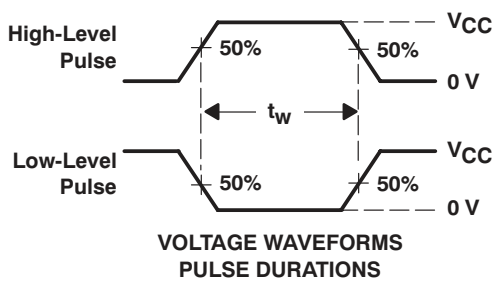 High-Level
Pulse
50%
50%
VCC
0 V
tw
Low-Level
Pulse
50%
50%
VCC
0 V
VOLTAGE WAVEFORMS
PULSE DURATIONS